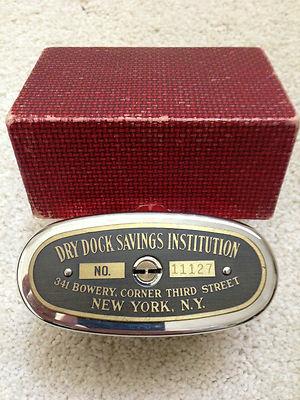 DRY DOCK SAVINGS INSTITUTION
NO. 11127
341 BOWERY, CORNER THIRD STREET
NEW YORK, N.Y.